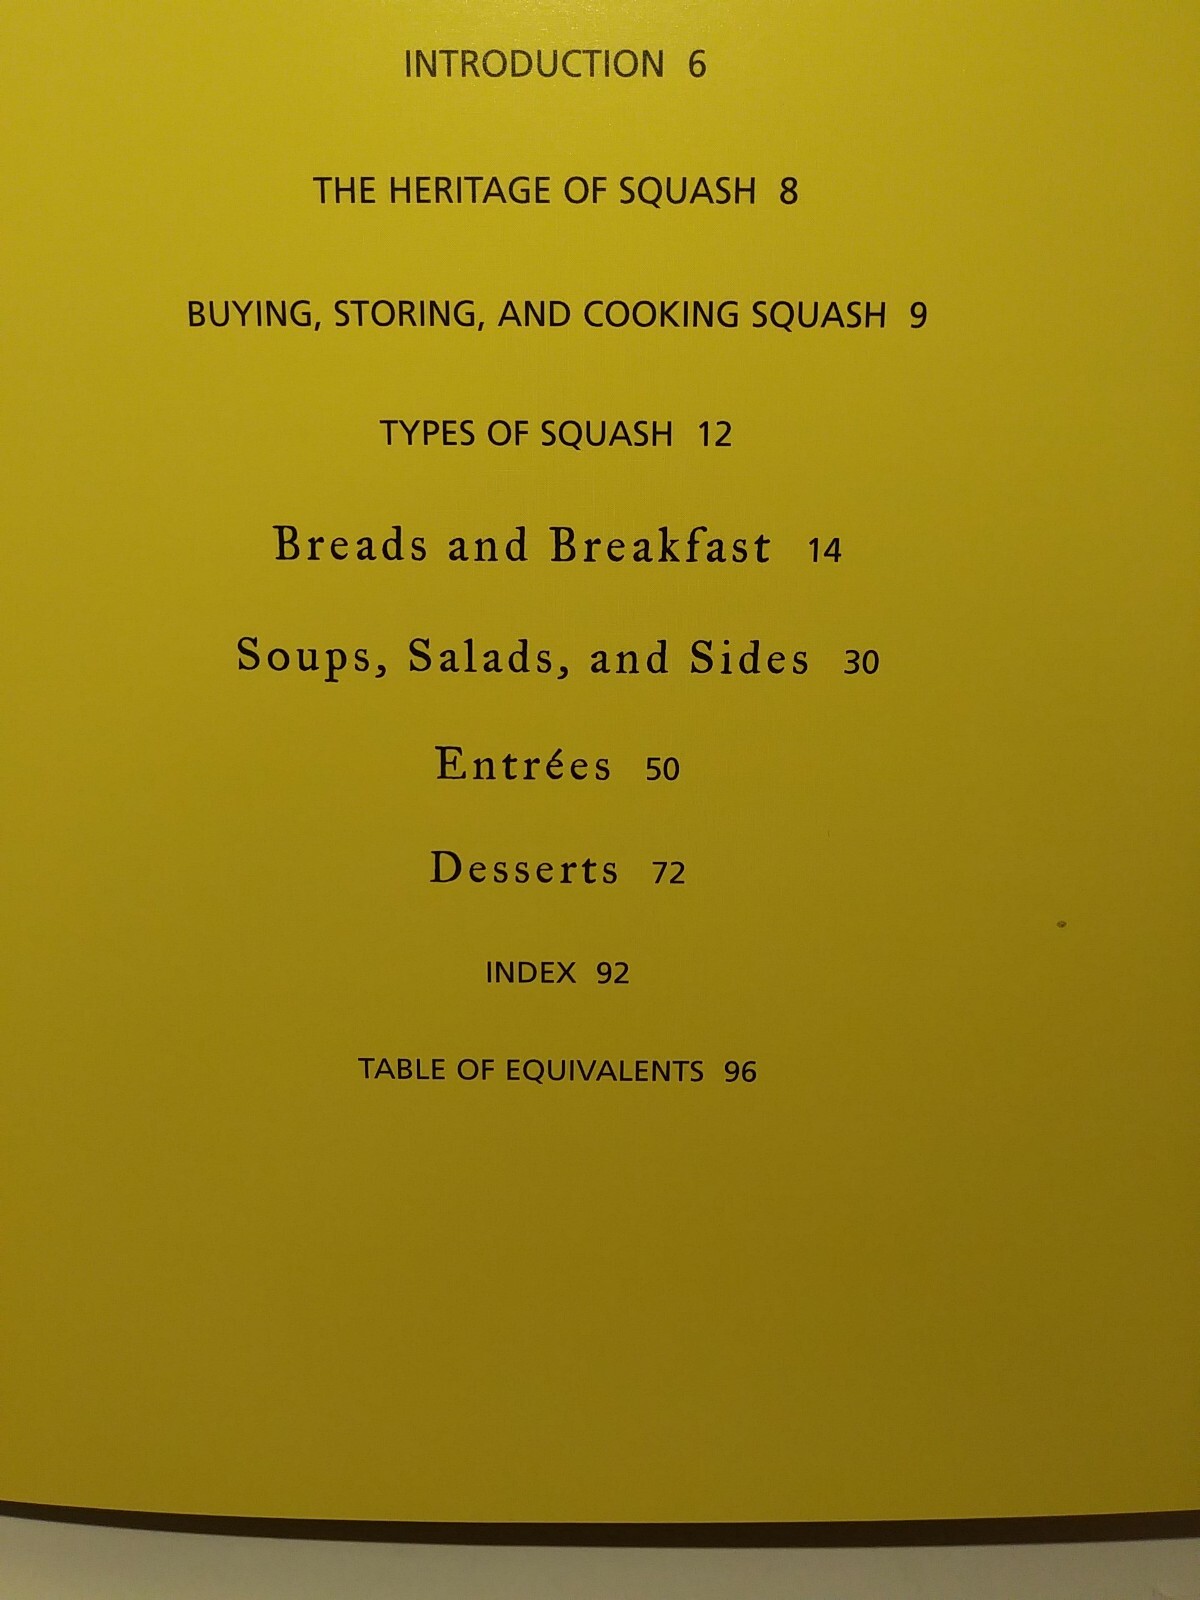 INTRODUCTION 6
THE HERITAGE OF SQUASH 8
BUYING, STORING, AND COOKING SQUASH 9
TYPES OF SQUASH 12
Breads and Breakfast 14
Soups, Salads, and Sides 30
Entrées 50
Desserts 72
INDEX 92
TABLE OF EQUIVALENTS 96